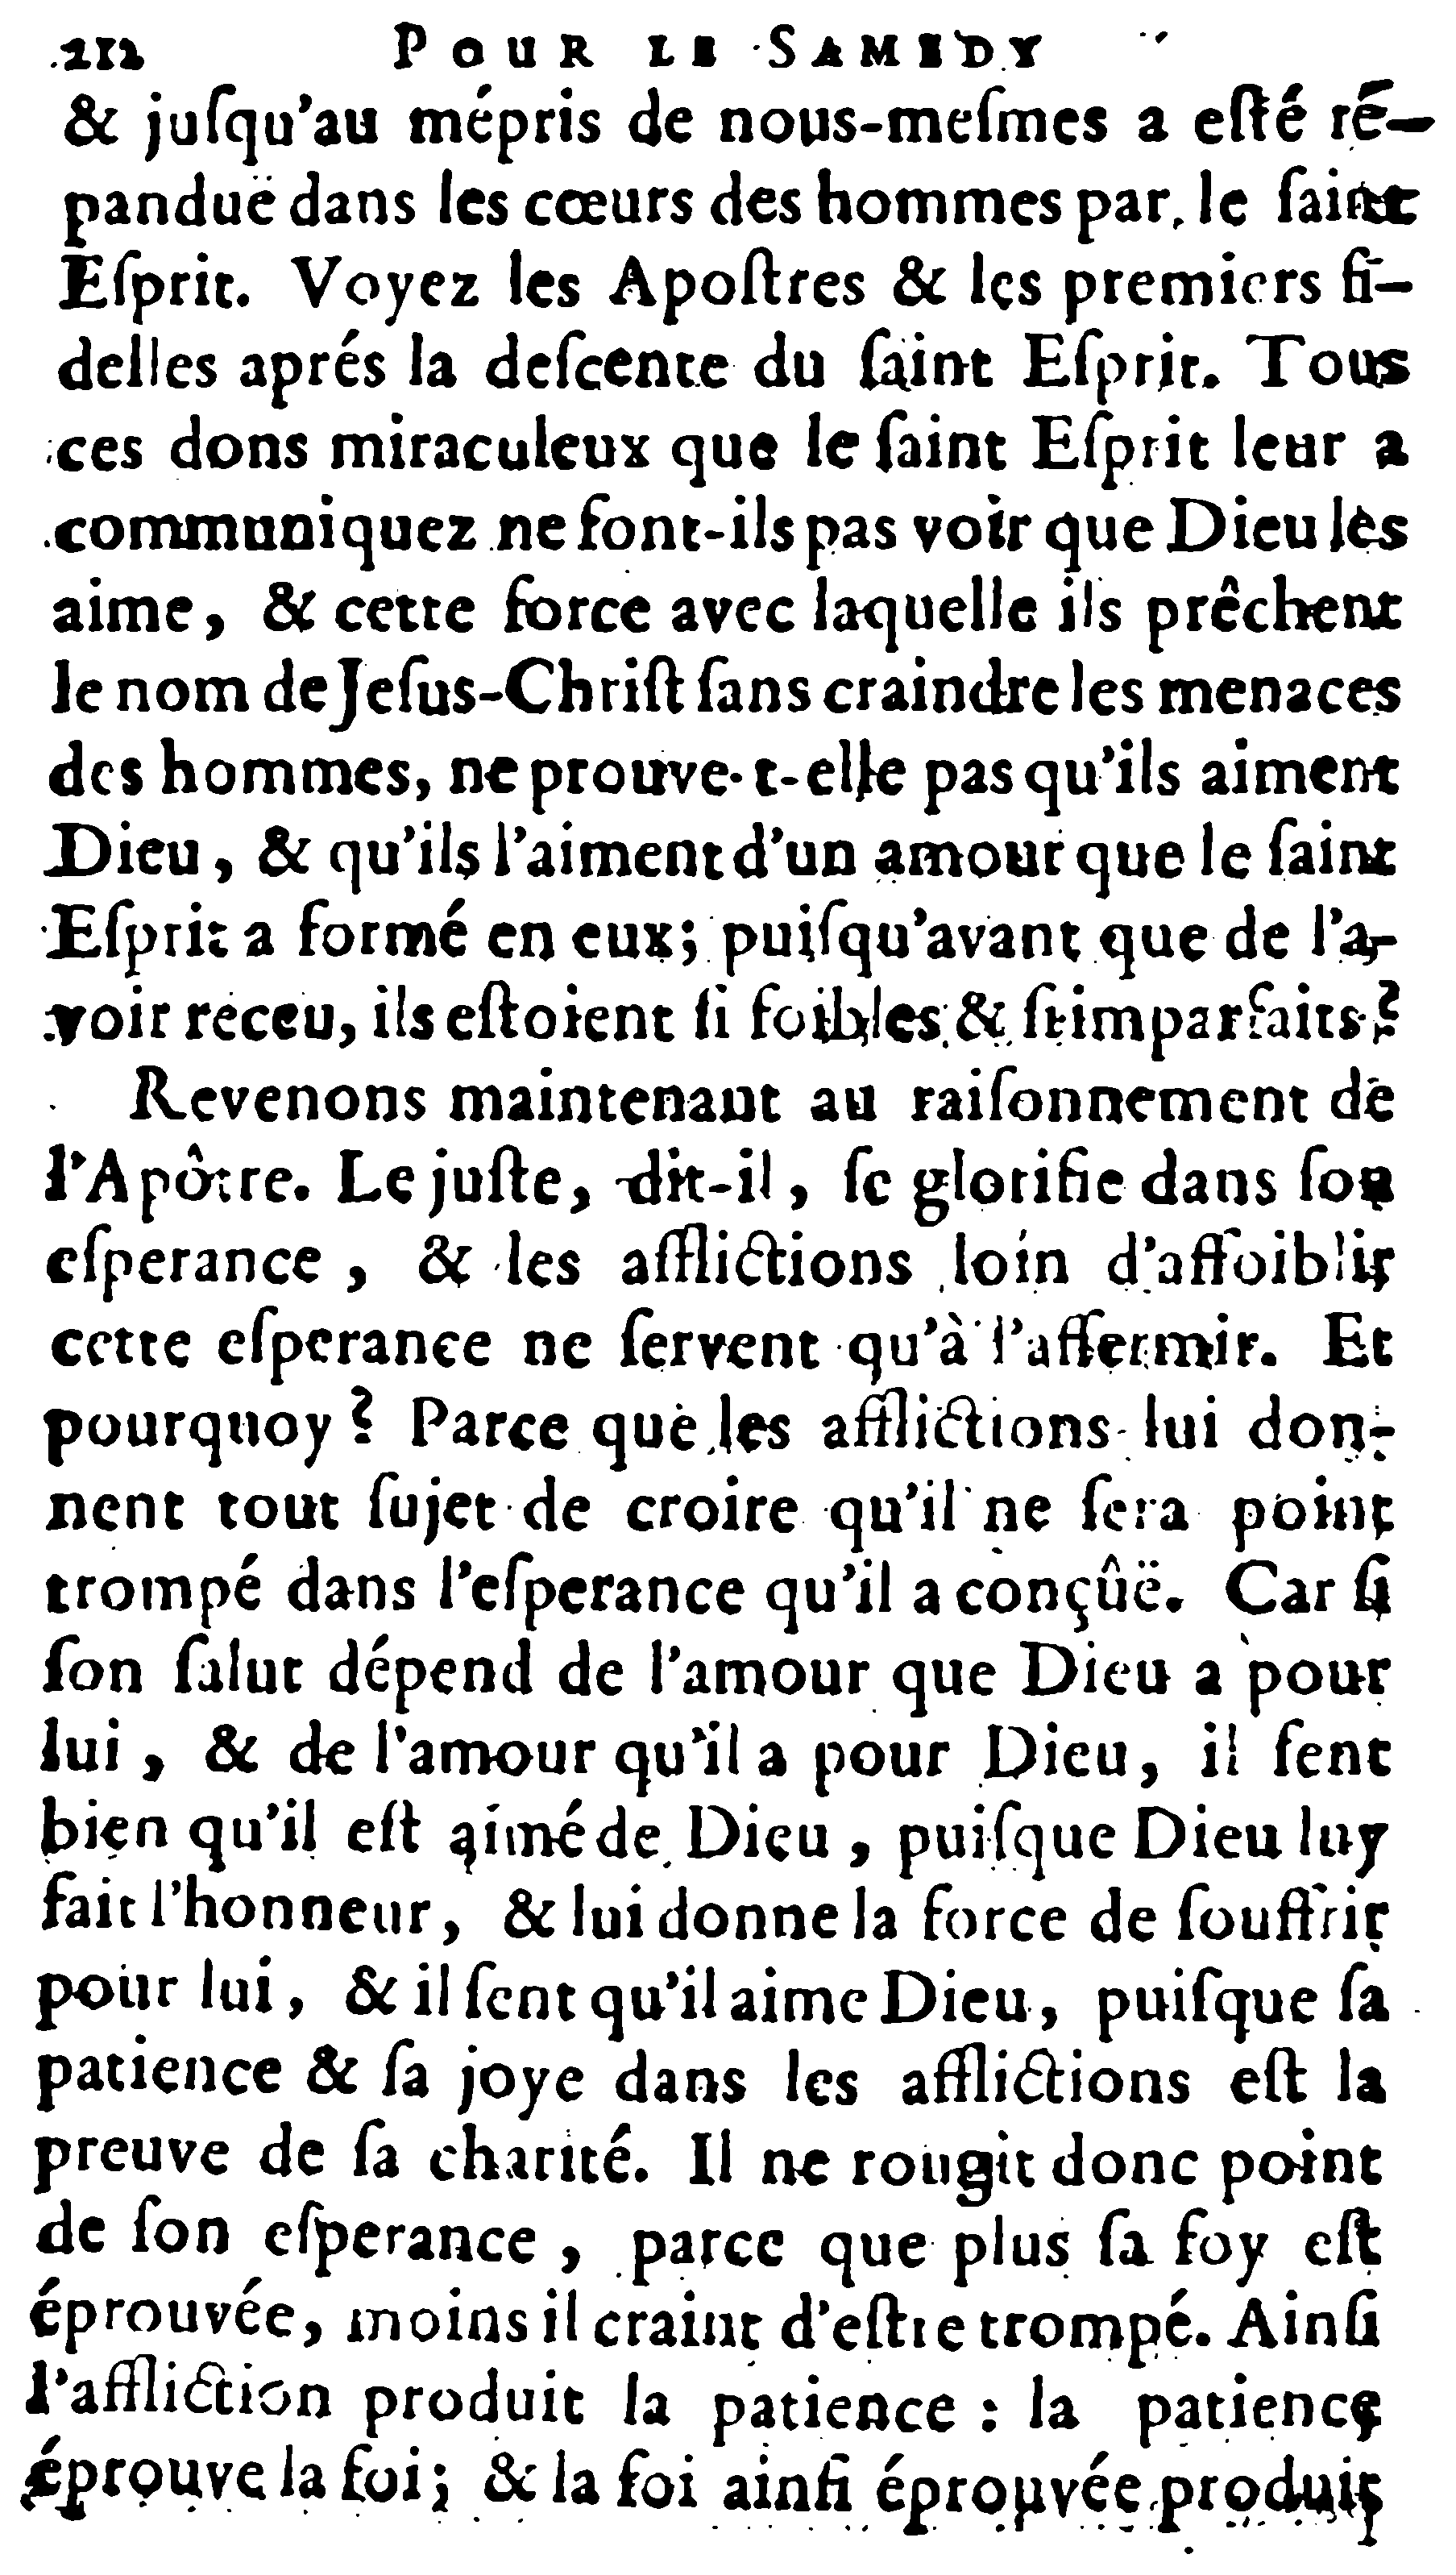 212 POUR LE SAMEDY
& juſqu'au mépris de nous-meſmes a eſté ré-
panduë dans les cœurs des hommes par le ſaint
Eſprit. Voyez les Apoſtres & les premiers fi-
delles aprés la deſcente du ſaint Eſprit. Tous
ces dons miraculeux que le ſaint Eſprit leur a
communiquez ne font-ils pas voir que Dieu les
aime, & cette force avec laquelle ils prêchent
le nom de Jeſus-Chriſt ſans craindre les menaces
des hommes, ne prouve-t-elle pas qu'ils aiment
Dieu, & qu'ils l'aiment d'un amour que le ſaint
Eſprit a formé en eux; puiſqu'avant que de l'a-
voir receu, ils eſtoient ſi foibles & ſi imparfaits?
Revenons maintenant au raiſonnement de
l'Apôtre. Le juſte, dit-il, ſe glorifie dans ſon
eſperance, & les afflictions loin d'affoiblir
cette eſperance ne ſervent qu'à l'affermir. Et
pourquoy? Parce que les afflictions lui don-
nent tout ſujet de croire qu'il ne ſera point
trompé dans l'eſperance qu'il a conçûë. Car ſi
ſon ſalut dépend de l'amour que Dieu a pour
lui, & de l'amour qu'il a pour Dieu, il ſent
bien qu'il eſt aimé de Dieu, puiſque Dieu luy
fait l'honneur, & lui donne la force de ſouffrir
pour lui, & il ſent qu'il aime Dieu, puiſque ſa
patience & ſa joye dans les afflictions eſt la
preuve de ſa charité. Il ne rougit donc point
de ſon eſperance, parce que plus ſa foy eſt
éprouvée, moins il craint d'eſtre trompé. Ainſi
l'affliction produit la patience : la patience
éprouve la foi; & la foi ainſi éprouvée produit